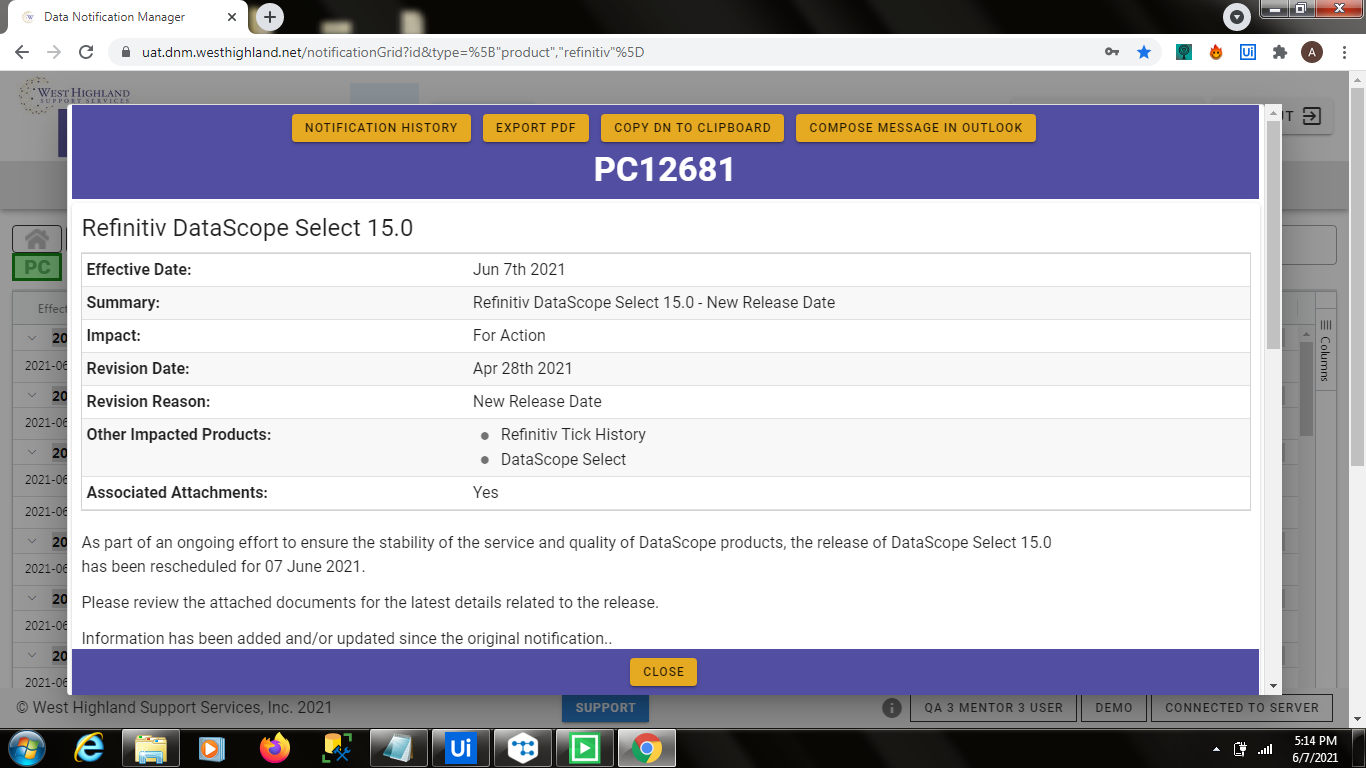 Data Notification Manager
uat.dnm.westhighland.net/notificationGrid?id&type=%5B"product","refinitiv"%5D
Ui
A
WEST HIGHLAND
SUPPORT SERVICES
NOTIFICATION HISTORY
EXPORT PDF
COPY DN TO CLIPBOARD
COMPOSE MESSAGE IN OUTLOOK
PC12681
Refinitiv DataScope Select 15.0
PC
Effective Date: Jun 7th 2021
Summary: Refinitiv DataScope Select 15.0 - New Release Date
Impact: For Action
Revision Date: Apr 28th 2021
Revision Reason: New Release Date
Other Impacted Products:
● Refinitiv Tick History
● DataScope Select
Associated Attachments: Yes
Columns
As part of an ongoing effort to ensure the stability of the service and quality of DataScope products, the release of DataScope Select 15.0
has been rescheduled for 07 June 2021.
Please review the attached documents for the latest details related to the release.
Information has been added and/or updated since the original notification..
CLOSE
© West Highland Support Services, Inc. 2021
SUPPORT
QA 3 MENTOR 3 USER
DEMO
CONNECTED TO SERVER
Ui
5:14 PM
6/7/2021